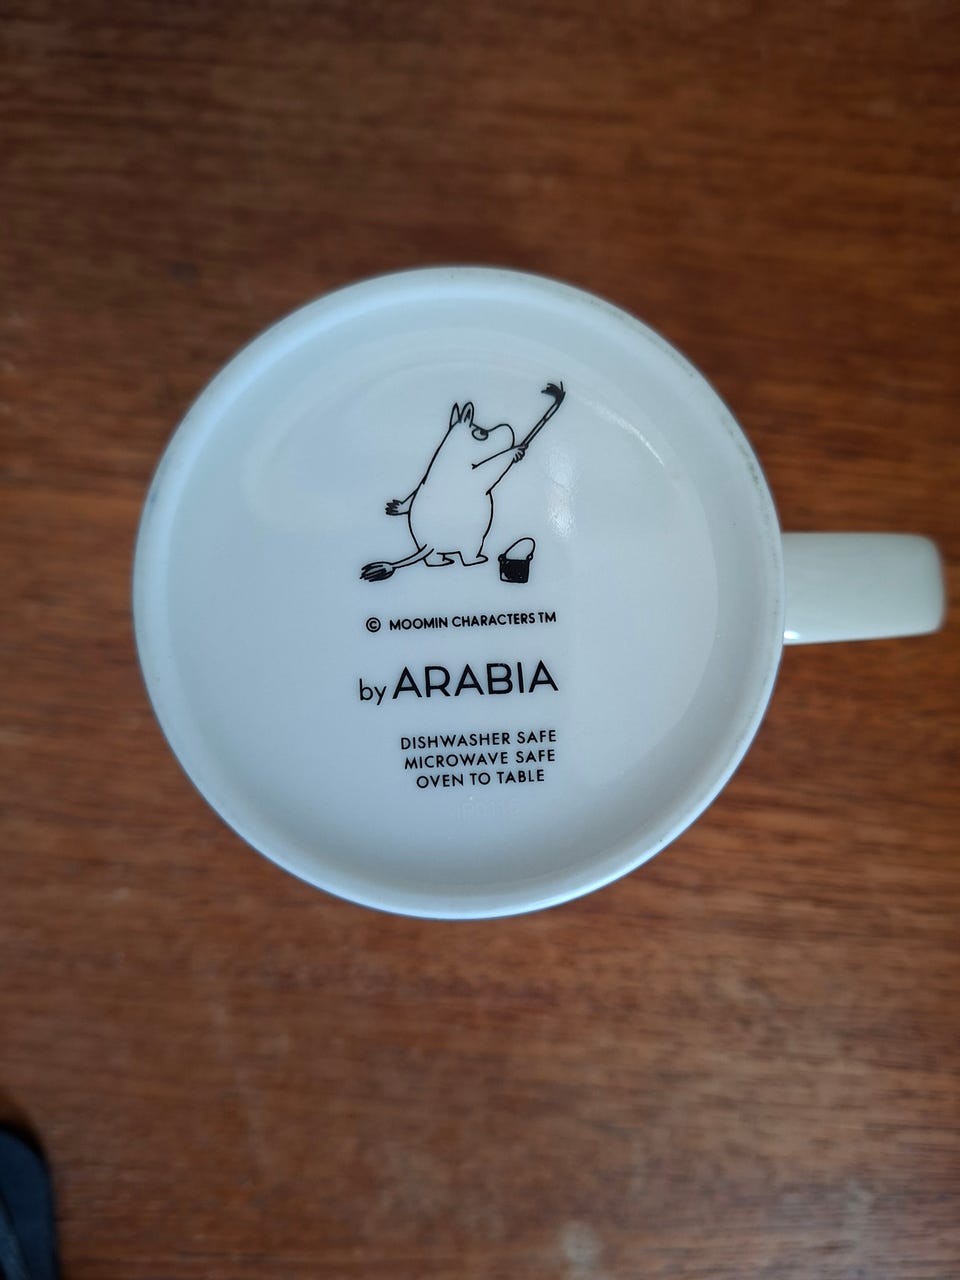 © MOOMIN CHARACTERS TM
by ARABIA
DISHWASHER SAFE
MICROWAVE SAFE
OVEN TO TABLE